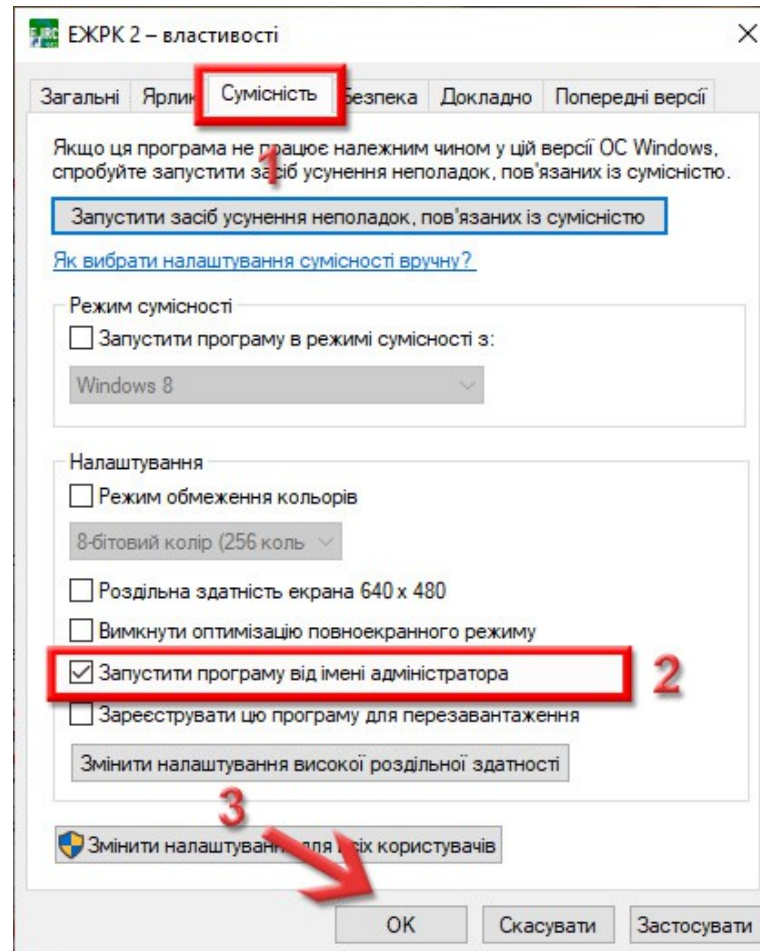 ЕЖРК 2 – властивості
Загальні Ярлик Сумісність Безпека Докладно Попередні версії
1
Якщо ця програма не працює належним чином у цій версії ОС Windows,
спробуйте запустити засіб усунення неполадок, пов'язаних із сумісністю.
Запустити засіб усунення неполадок, пов'язаних із сумісністю
Як вибрати налаштування сумісності вручну?
Режим сумісності
Запустити програму в режимі сумісності з:
Windows 8
Налаштування
Режим обмеження кольорів
8-бітовий колір (256 коль
Роздільна здатність екрана 640 x 480
Вимкнути оптимізацію повноекранного режиму
Запустити програму від імені адміністратора 2
Зареєструвати цю програму для перезавантаження
Змінити налаштування високої роздільної здатності
3
Змінити налаштування для всіх користувачів
OK Скасувати Застосувати